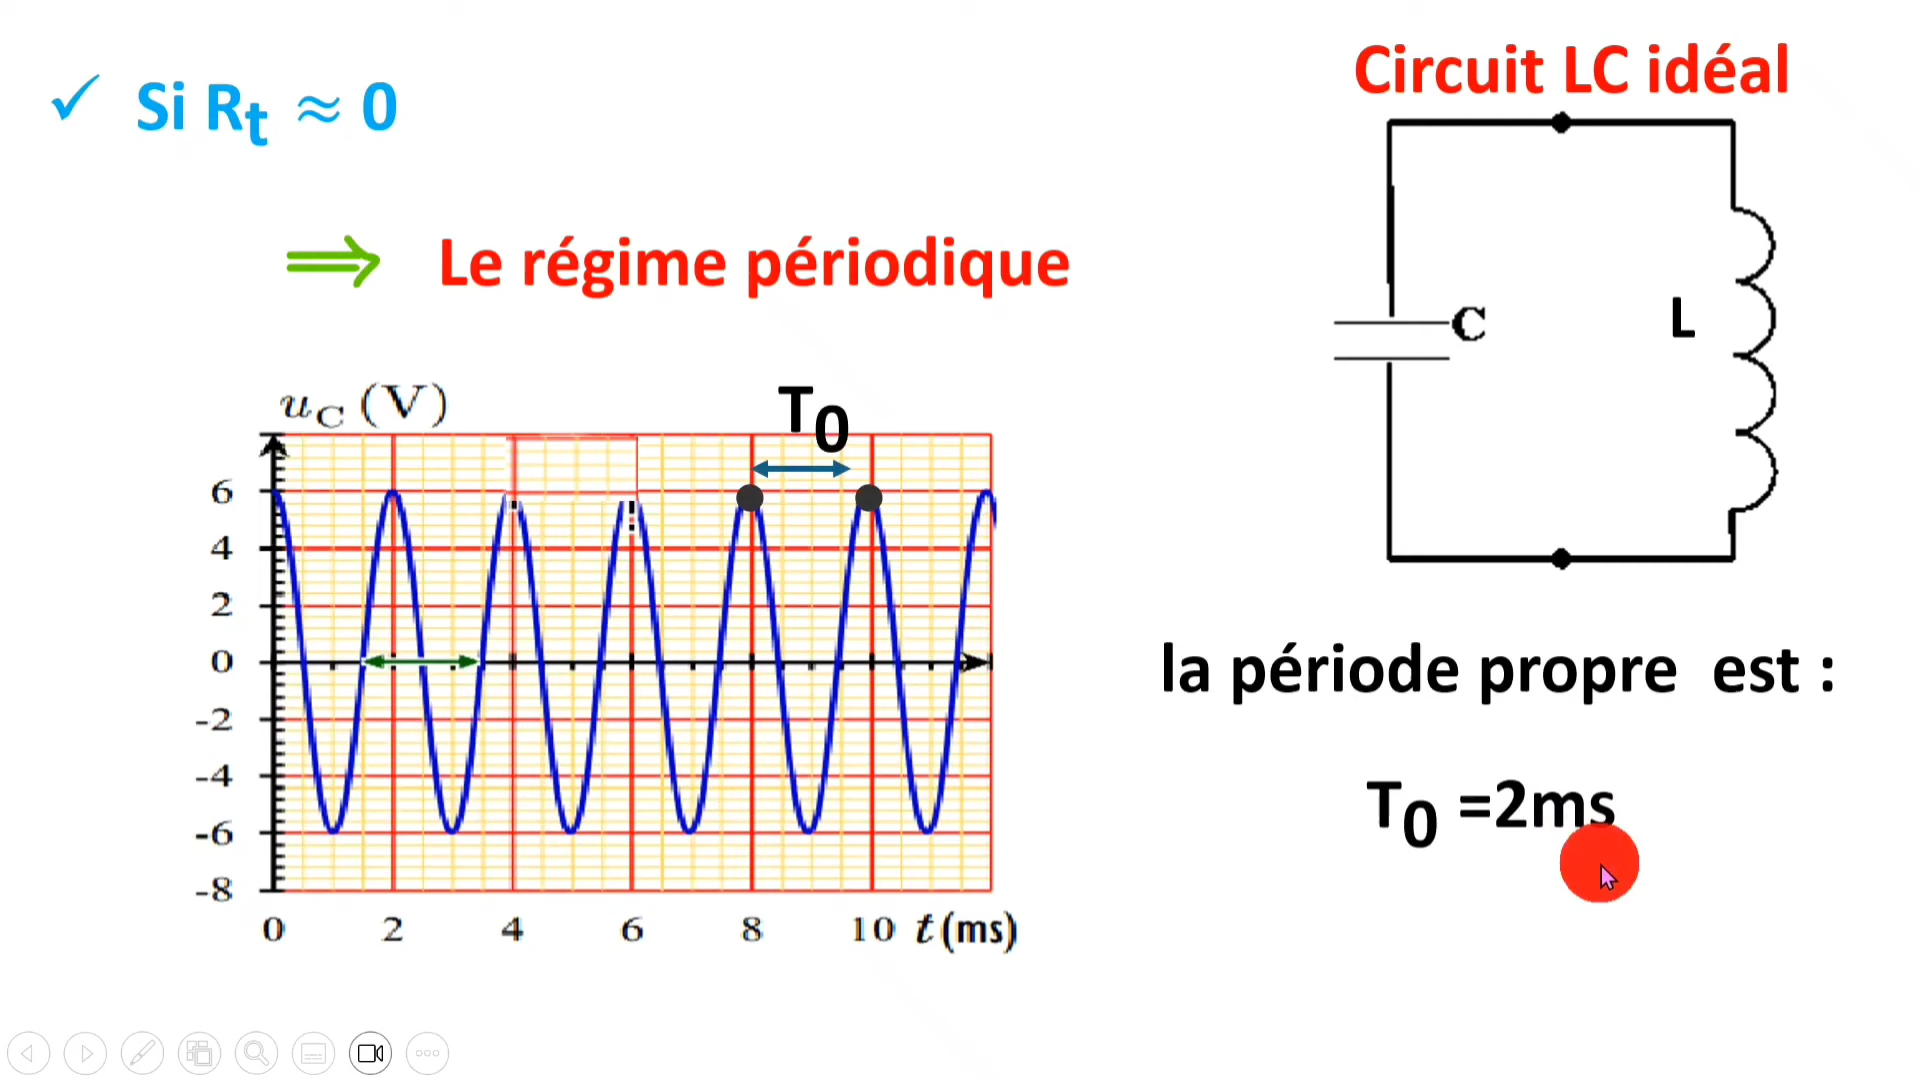 Si Rt ≈ 0
Circuit LC idéal
Le régime périodique
C
L
uC (V)
T0
6
4
2
0
-2
-4
-6
-8
0 2 4 6 8 10 t (ms)
la période propre est :
T0 =2ms